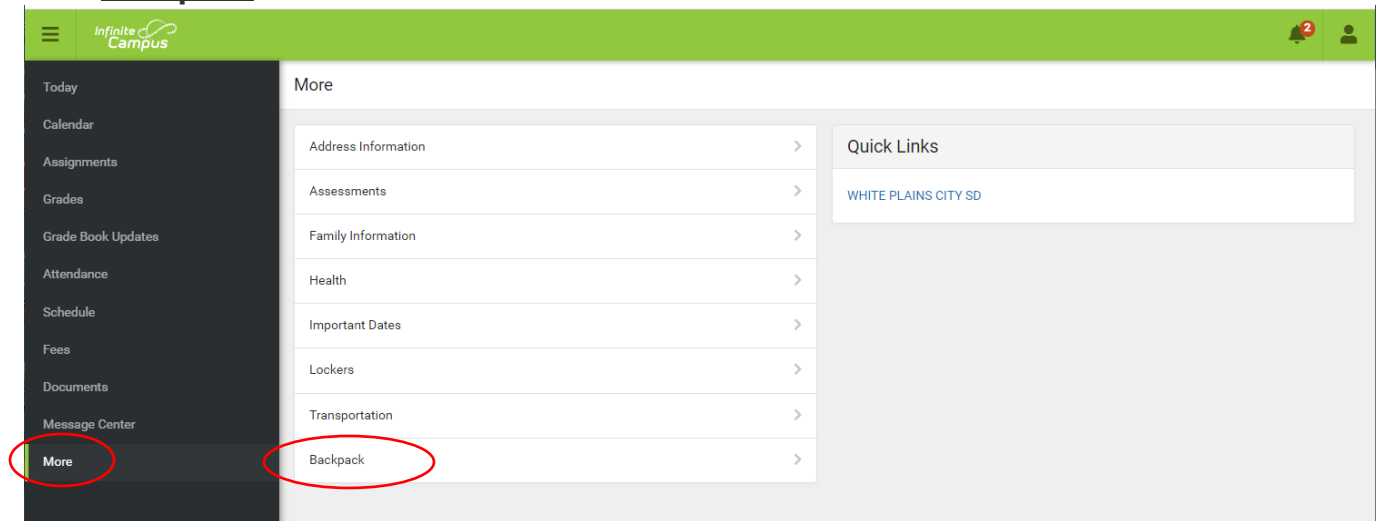 Infinite
Campus
2
Today
Calendar
Assignments
Grades
Grade Book Updates
Attendance
Schedule
Fees
Documents
Message Center
More
More
Address Information
Assessments
Family Information
Health
Important Dates
Lockers
Transportation
Backpack
Quick Links
WHITE PLAINS CITY SD